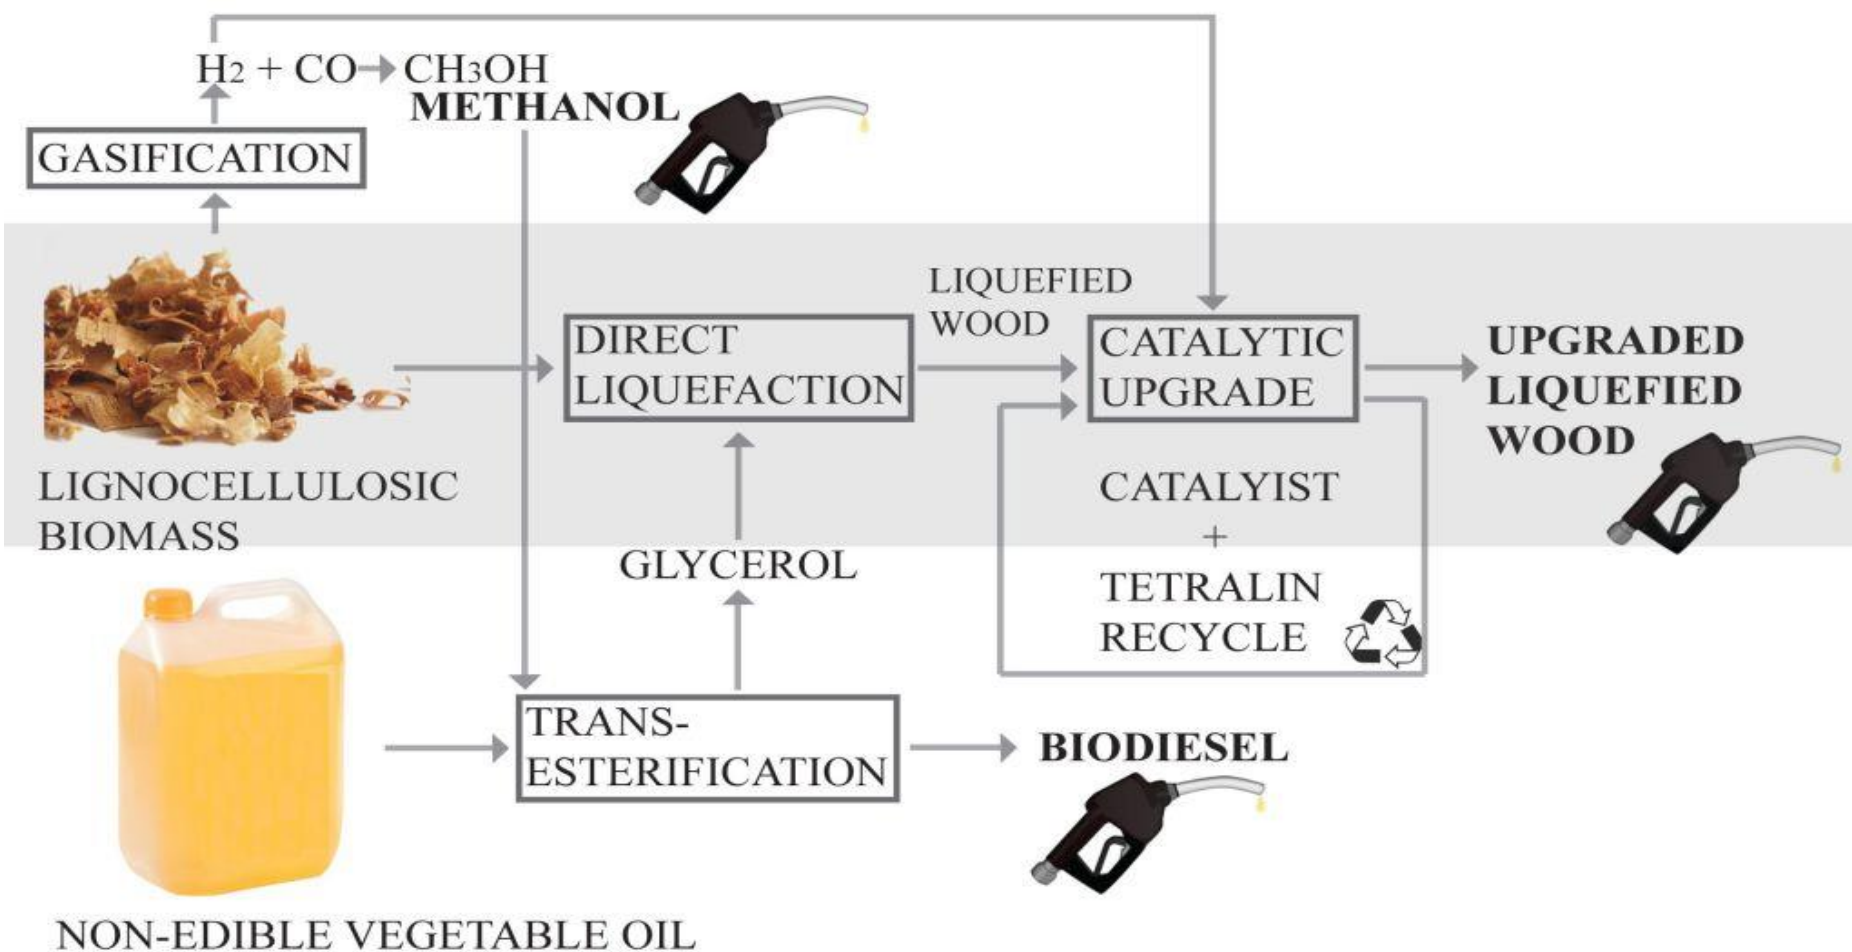 H2 + CO
CH3OH
METHANOL
GASIFICATION
LIGNOCELLULOSIC
BIOMASS
DIRECT
LIQUEFACTION
LIQUEFIED
WOOD
CATALYTIC
UPGRADE
UPGRADED
LIQUEFIED
WOOD
CATALYIST
+
TETRALIN
RECYCLE
GLYCEROL
TRANS-
ESTERIFICATION
BIODIESEL
NON-EDIBLE VEGETABLE OIL